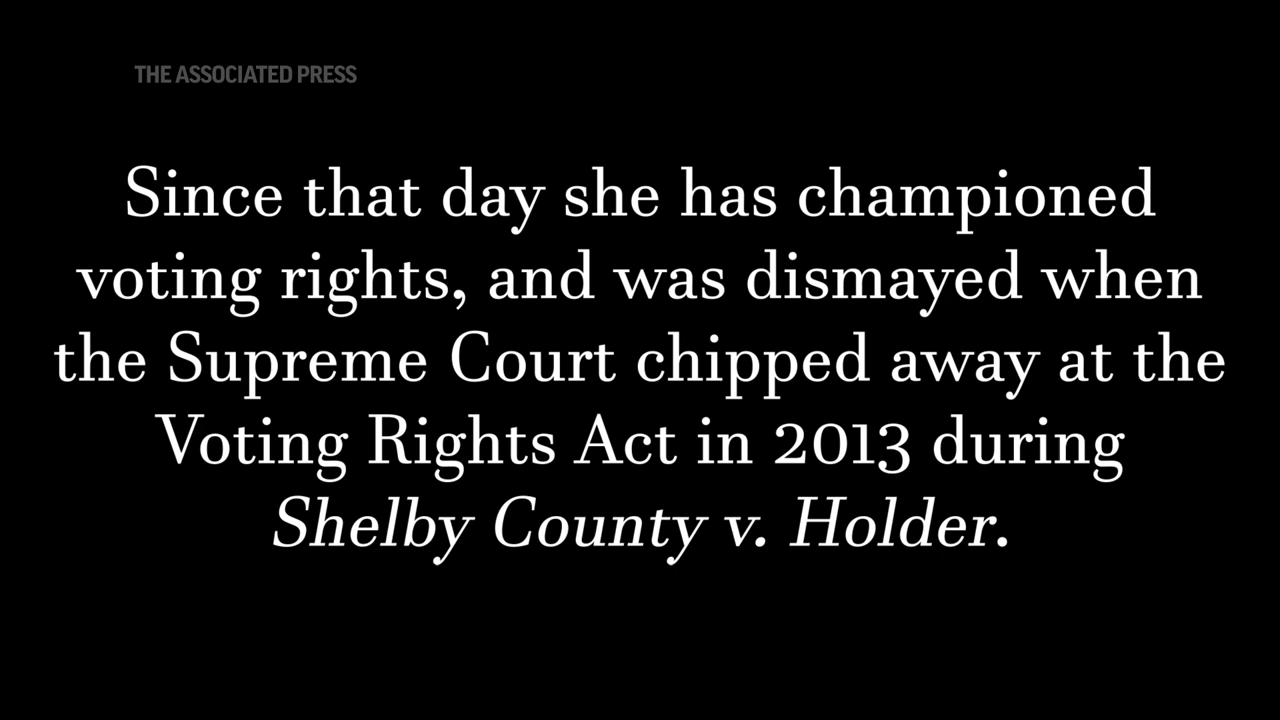 THE ASSOCIATED PRESS
Since that day she has championed
voting rights, and was dismayed when
the Supreme Court chipped away at the
Voting Rights Act in 2013 during
Shelby County v. Holder.